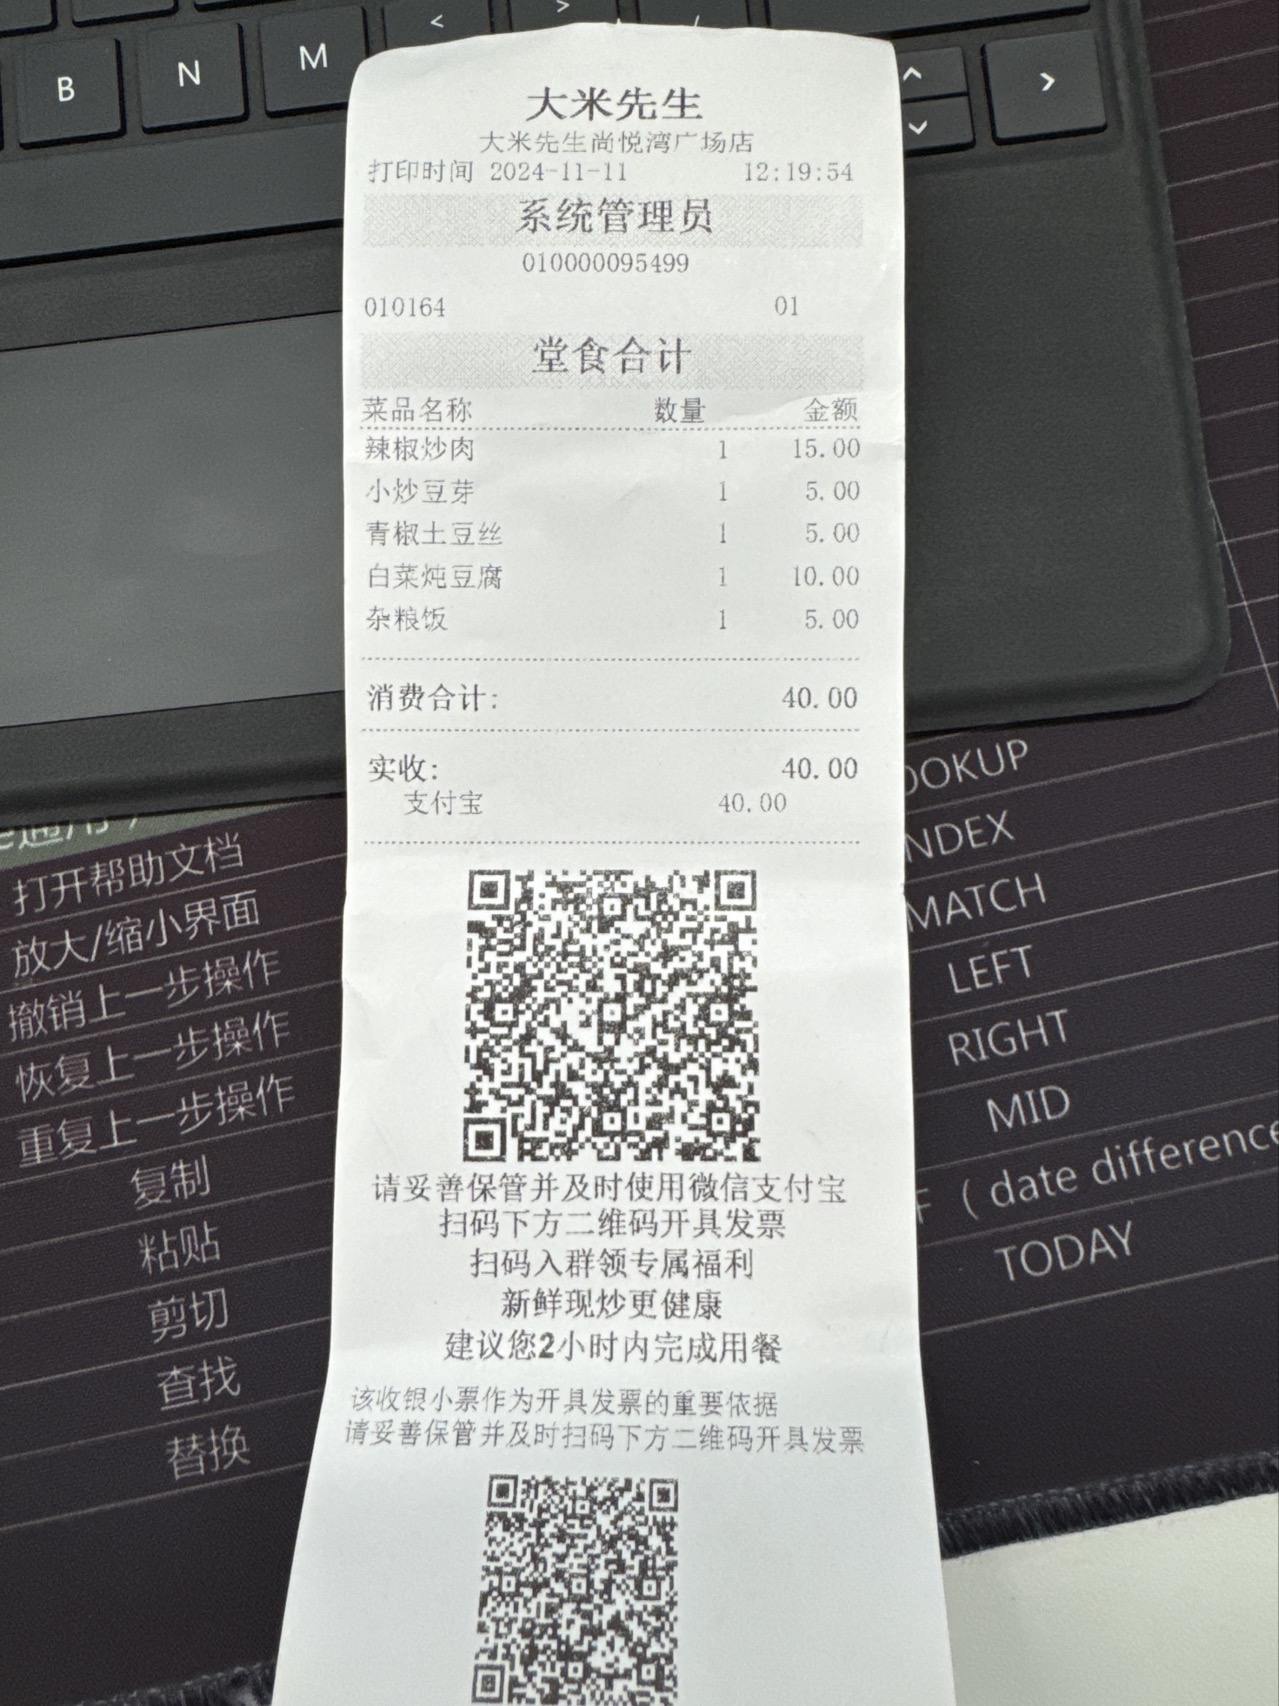 B
N
M
<
>
大米先生
大米先生尚悦湾广场店
打印时间 2024-11-11 12:19:54
系统管理员
010000095499
010164 01
堂食合计
菜品名称 数量 金额
辣椒炒肉 1 15.00
小炒豆芽 1 5.00
青椒土豆丝 1 5.00
白菜炖豆腐 1 10.00
杂粮饭 1 5.00
消费合计: 40.00
实收: 40.00
支付宝 40.00
请妥善保管并及时使用微信支付宝
扫码下方二维码开具发票
扫码入群领专属福利
新鲜现炒更健康
建议您2小时内完成用餐
该收银小票作为开具发票的重要依据
请妥善保管并及时扫码下方二维码开具发票
打开帮助文档
放大/缩小界面
撤销上一步操作
恢复上一步操作
重复上一步操作
复制
粘贴
剪切
查找
替换
OOKUP
NDEX
MATCH
LEFT
RIGHT
MID
( date difference
TODAY